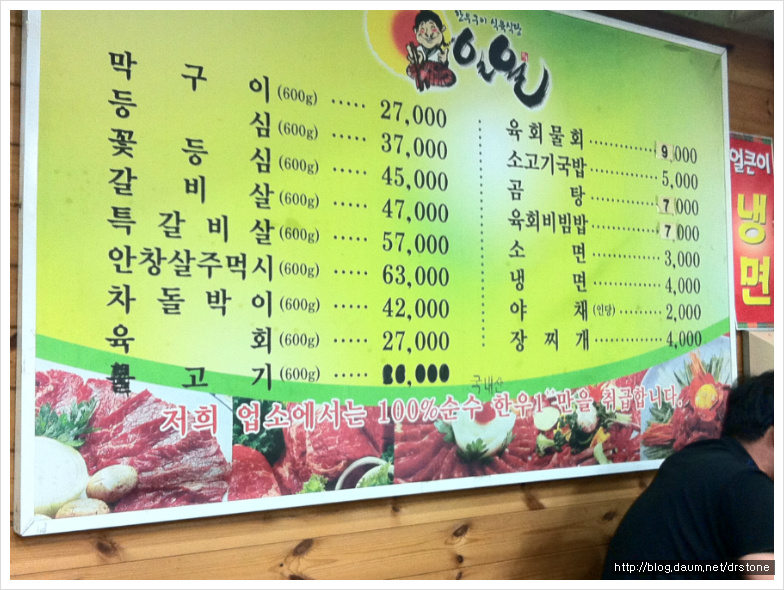 한우구이 식육식당
일월
막 구 이 (600g) ····· 27,000
등 심 (600g) ····· 37,000
꽃 등 심 (600g) ····· 45,000
갈 비 살 (600g) ····· 47,000
특 갈 비 살 (600g) ····· 57,000
안창살주먹시 (600g) ····· 63,000
차 돌 박 이 (600g) ····· 42,000
육 회 (600g) ····· 27,000
고 기 (600g) ·····
육 회 물 회 ············· 9,000
소고기국밥 ············· 5,000
곰 탕 ············· 7,000
육회비빔밥 ············· 7,000
소 면 ············· 3,000
냉 면 ············· 4,000
야 채 (인당) ········· 2,000
장 찌 개 ············· 4,000
국내산
저희 업소에서는 100%순수 한우1 만을 취급합니다.
얼큰이
냉
면
http://blog.daum.net/drstone